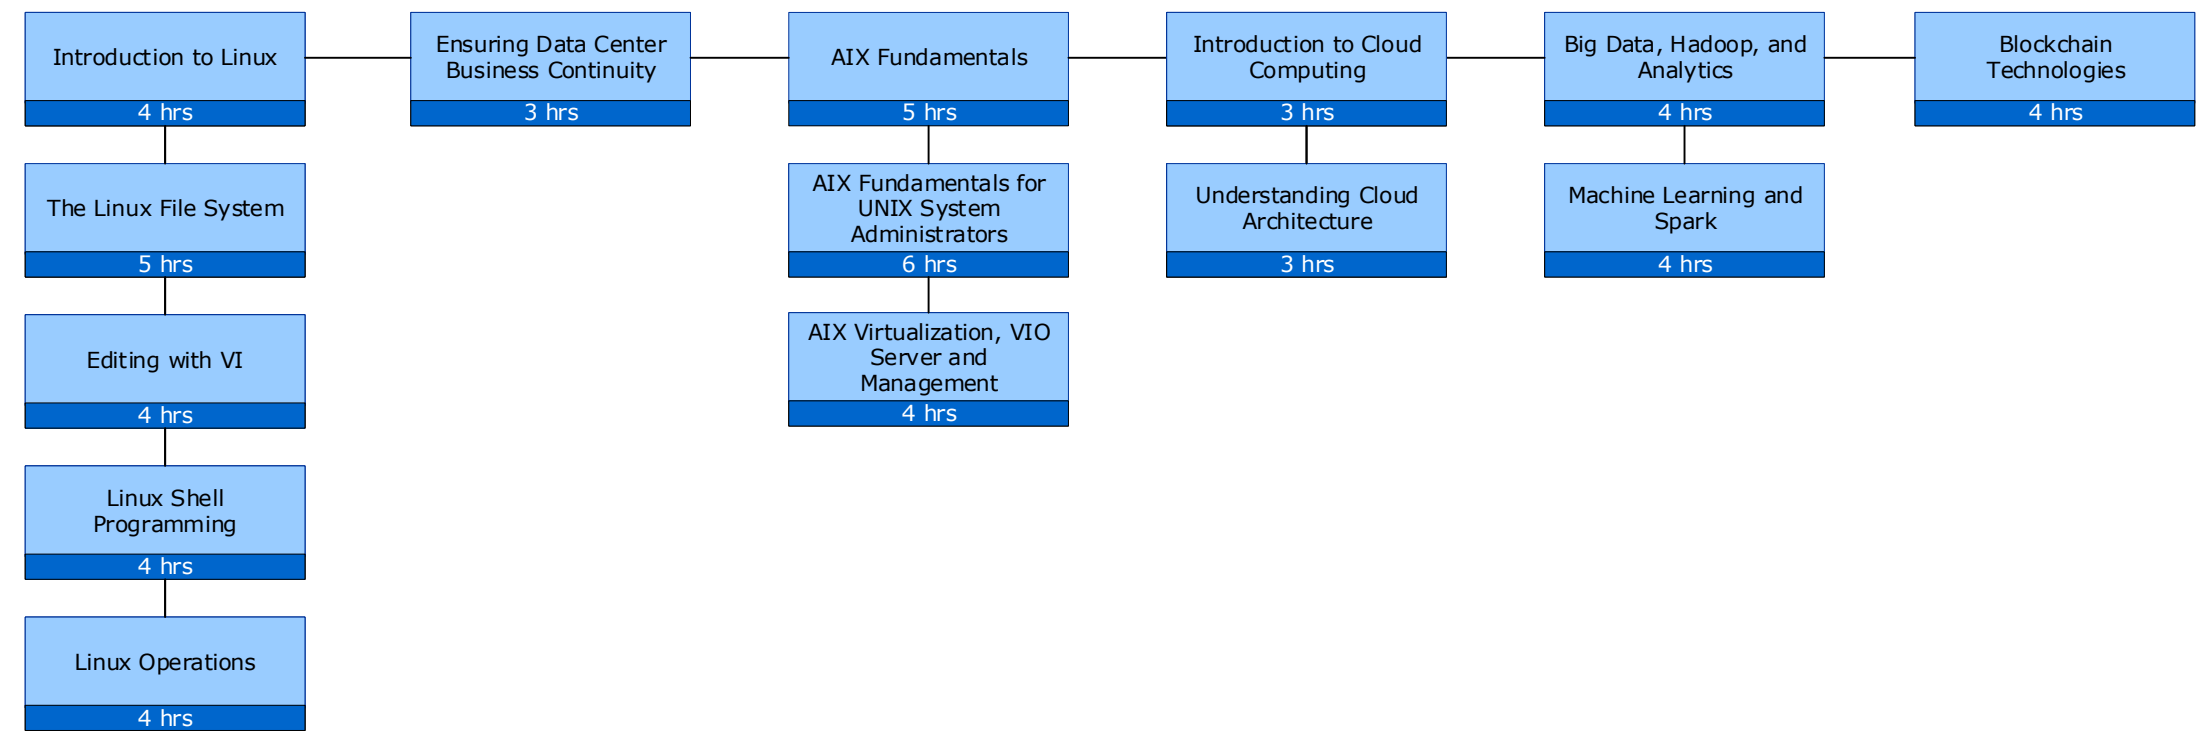 Introduction to Linux
4 hrs
Ensuring Data Center
Business Continuity
3 hrs
AIX Fundamentals
5 hrs
Introduction to Cloud
Computing
3 hrs
Big Data, Hadoop, and
Analytics
4 hrs
Blockchain
Technologies
4 hrs
The Linux File System
5 hrs
AIX Fundamentals for
UNIX System
Administrators
6 hrs
Understanding Cloud
Architecture
3 hrs
Machine Learning and
Spark
4 hrs
Editing with VI
4 hrs
AIX Virtualization, VIO
Server and
Management
4 hrs
Linux Shell
Programming
4 hrs
Linux Operations
4 hrs